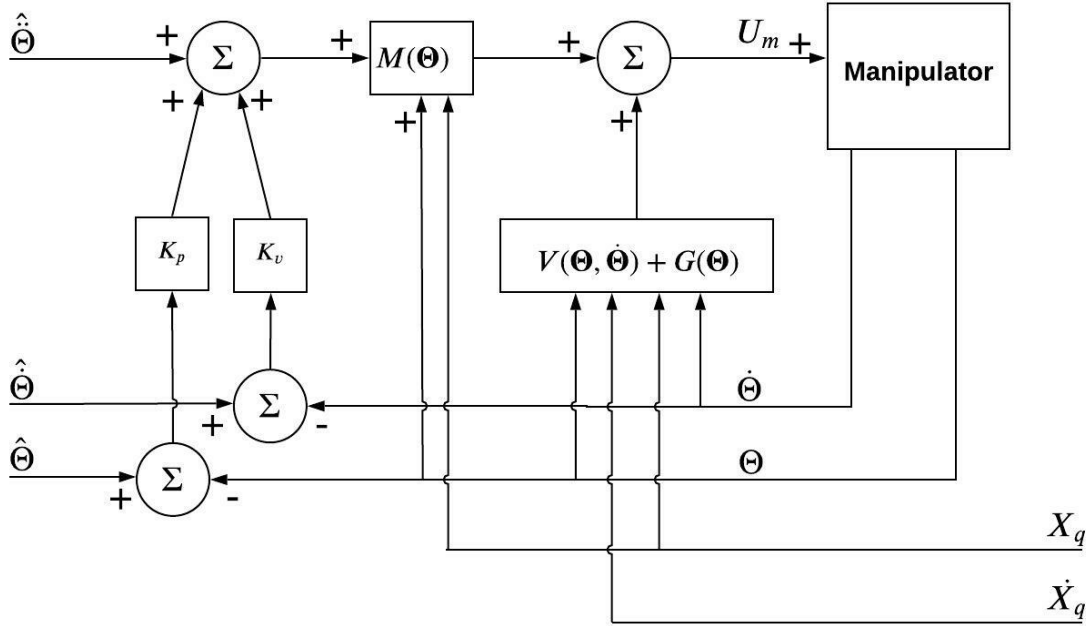 Θ̈̂
+
Σ
+ +
+
M(Θ)
+
+
Σ
+
U_m +
Manipulator
K_p
K_v
V(Θ, Θ̇) + G(Θ)
Θ̇̂
+
Σ
-
Θ̇
Θ̂
+
Σ
-
Θ
X_q
Ẋ_q